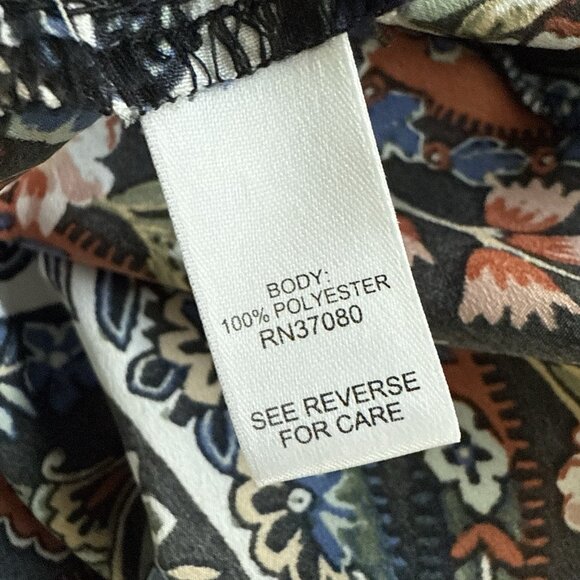 BODY:
100% POLYESTER
RN37080
SEE REVERSE
FOR CARE